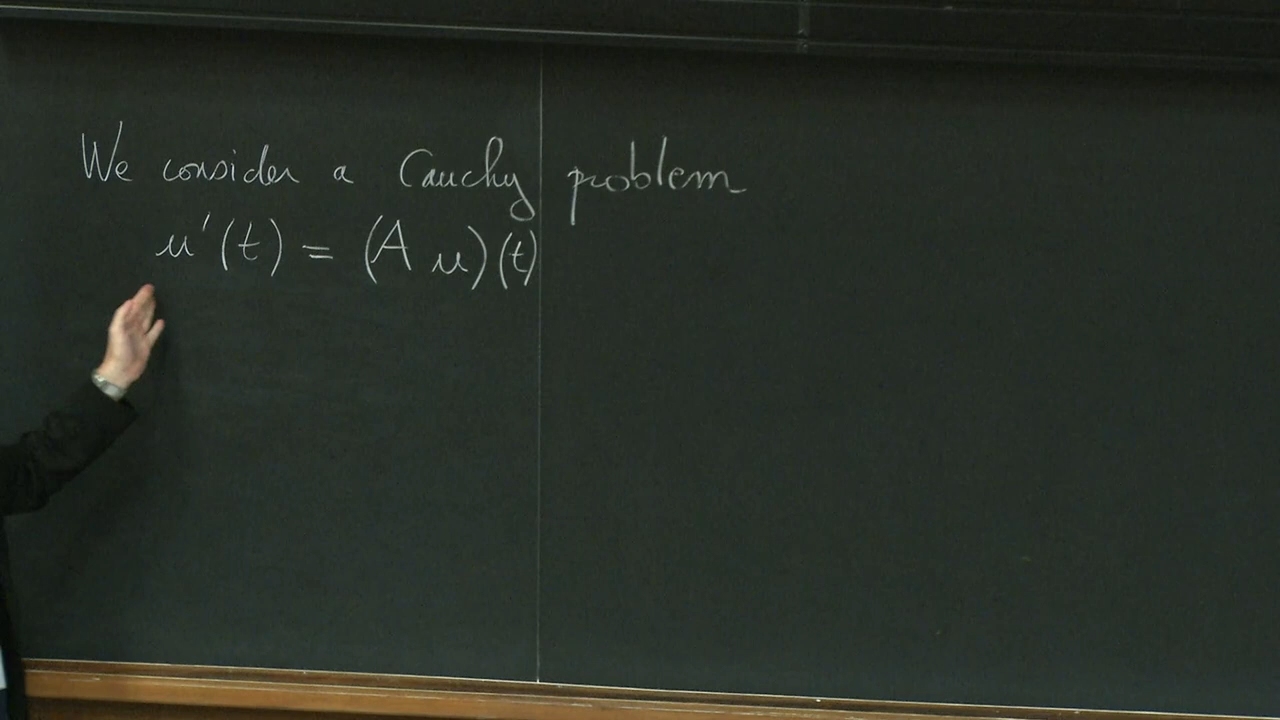 We consider a Cauchy problem
u'(t) = (A u)(t)